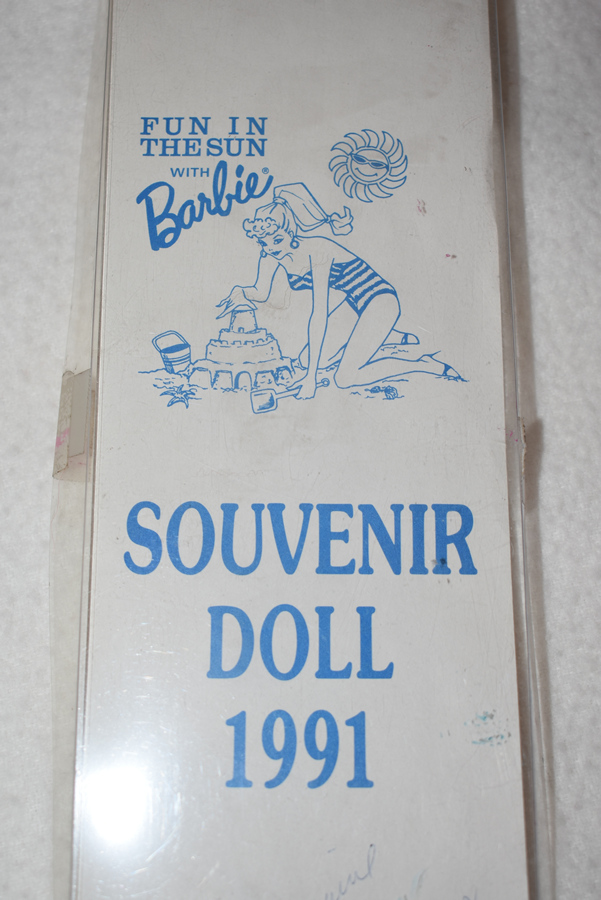 FUN IN
THE SUN
WITH
Barbie®
SOUVENIR
DOLL
1991